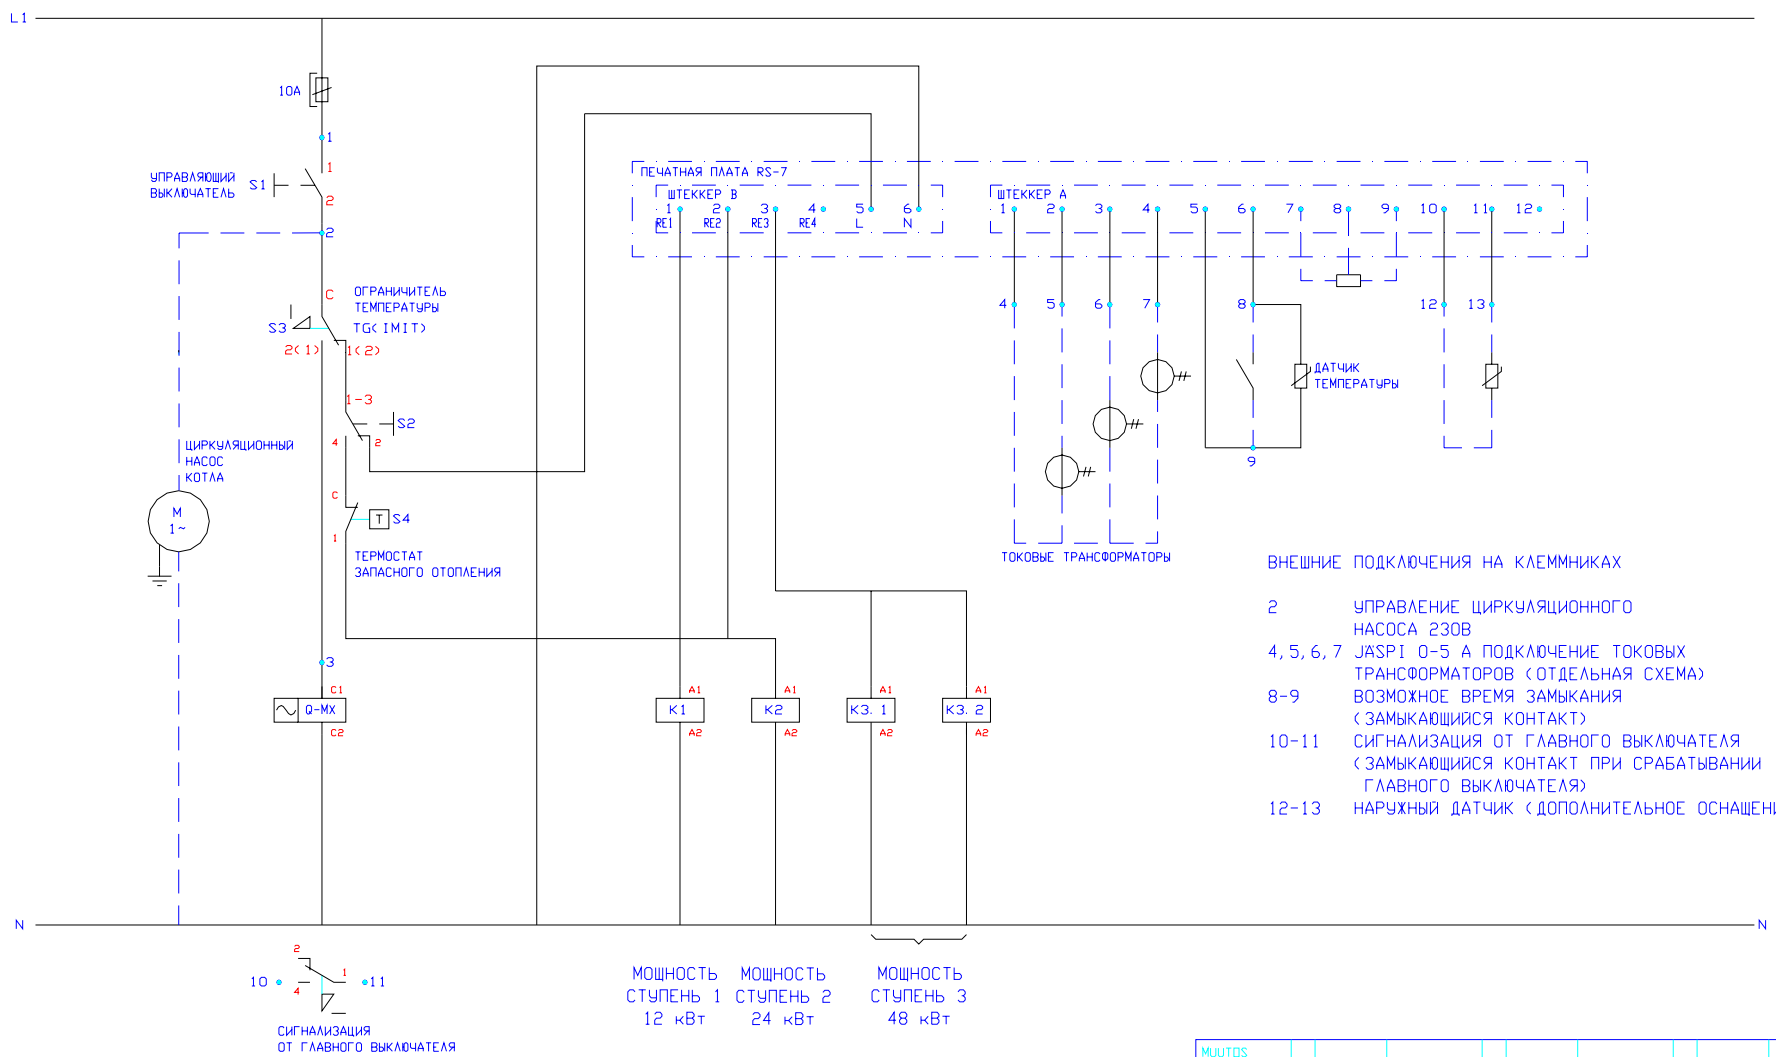 L1
10A
1
1
УПРАВЛЯЮЩИЙ
ВЫКЛЮЧАТЕЛЬ
S1
2
2
ОГРАНИЧИТЕЛЬ
ТЕМПЕРАТУРЫ
C
S3
TG(IMIT)
2(1)
1(2)
1-3
S2
4
2
ЦИРКУЛЯЦИОННЫЙ
НАСОС
КОТЛА
M
1~
C
T
S4
1
ТЕРМОСТАТ
ЗАПАСНОГО ОТОПЛЕНИЯ
3
C1
Q-MX
C2
ПЕЧАТНАЯ ПЛАТА RS-7
ШТЕККЕР B
1 2 3 4 5 6
RE1 RE2 RE3 RE4 L N
ШТЕККЕР A
1 2 3 4 5 6 7 8 9 10 11 12
4 5 6 7 8 12 13
ДАТЧИК
ТЕМПЕРАТУРЫ
9
ТОКОВЫЕ ТРАНСФОРМАТОРЫ
A1 A1 A1 A1
K1 K2 K3.1 K3.2
A2 A2 A2 A2
ВНЕШНИЕ ПОДКЛЮЧЕНИЯ НА КЛЕММНИКАХ
2 УПРАВЛЕНИЕ ЦИРКУЛЯЦИОННОГО
НАСОСА 230В
4,5,6,7 JÄSPI 0-5 А ПОДКЛЮЧЕНИЕ ТОКОВЫХ
ТРАНСФОРМАТОРОВ (ОТДЕЛЬНАЯ СХЕМА)
8-9 ВОЗМОЖНОЕ ВРЕМЯ ЗАМЫКАНИЯ
(ЗАМЫКАЮЩИЙСЯ КОНТАКТ)
10-11 СИГНАЛИЗАЦИЯ ОТ ГЛАВНОГО ВЫКЛЮЧАТЕЛЯ
(ЗАМЫКАЮЩИЙСЯ КОНТАКТ ПРИ СРАБАТЫВАНИИ
ГЛАВНОГО ВЫКЛЮЧАТЕЛЯ)
12-13 НАРУЖНЫЙ ДАТЧИК (ДОПОЛНИТЕЛЬНОЕ ОСНАЩЕНИ
N
N
2
1
10
11
4
СИГНАЛИЗАЦИЯ
ОТ ГЛАВНОГО ВЫКЛЮЧАТЕЛЯ
МОЩНОСТЬ
СТУПЕНЬ 1
12 кВт
МОЩНОСТЬ
СТУПЕНЬ 2
24 кВт
МОЩНОСТЬ
СТУПЕНЬ 3
48 кВт
MUUTOS